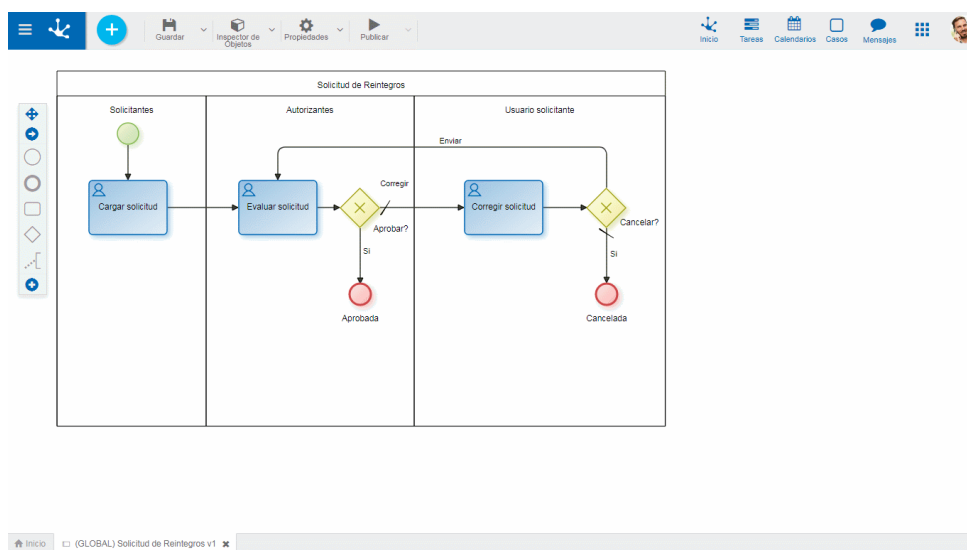 Guardar
Inspector de
Objetos
Propiedades
Publicar
Inicio
Tareas
Calendarios
Casos
Mensajes
Solicitud de Reintegros
Solicitantes
Autorizantes
Usuario solicitante
Enviar
Corregir
Cargar solicitud
Evaluar solicitud
Corregir solicitud
Aprobar?
Cancelar?
Si
Si
Aprobada
Cancelada
Inicio
(GLOBAL) Solicitud de Reintegros v1